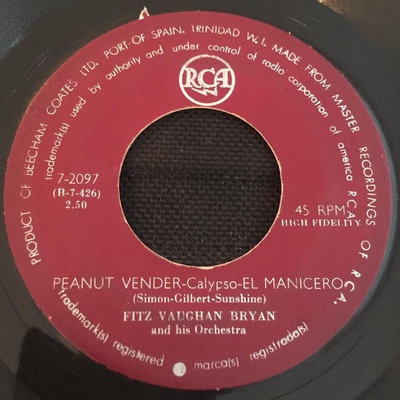 PRODUCT OF BEECHAM COATES LTD. PORT OF SPAIN, TRINIDAD W.I. MADE FROM MASTER RECORDINGS OF RCA.
Trademark(s) used by authority and under control of radio corporation of america RCA
RCA
7-2097
(B-7-426)
2.50
45 RPM
HIGH FIDELITY
PEANUT VENDER-Calypso-EL MANICERO
(Simon-Gilbert-Sunshine)
FITZ VAUGHAN BRYAN
and his Orchestra
Trademark(s) registered marca(s) registrada(s)